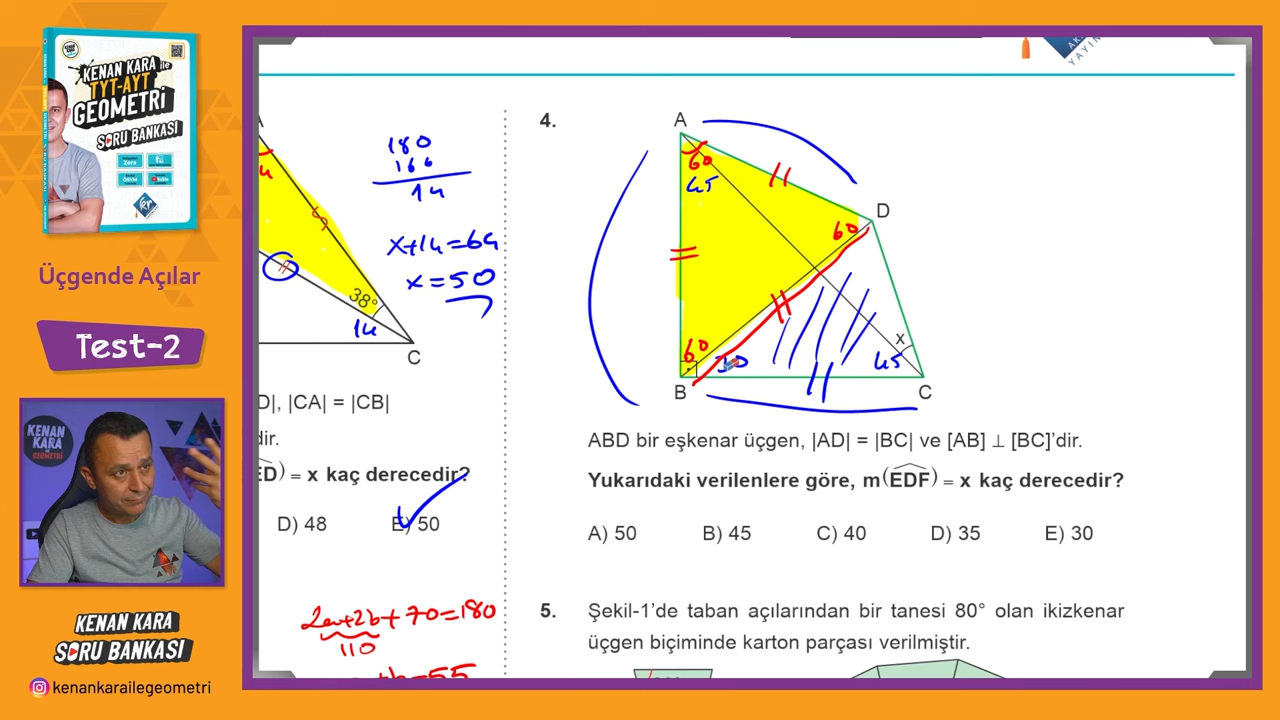 KENAN KARA ile
TYT-AYT
GEOMETRİ
SORU BANKASI
Üçgende Açılar
Test-2
KENAN
KARA
KENAN KARA
SORU BANKASI
kenankarailegeometri
180
166
14
x+14=64
x=50
38°
14
C
D|, |CA| = |CB|
dir.
ED) = x kaç derecedir?
D) 48
E) 50
2a+2b+70=180
110
4.
A
60
45
D
60
60
30
x
45
B
C
ABD bir eşkenar üçgen, |AD| = |BC| ve [AB] ⊥ [BC]'dir.
Yukarıdaki verilenlere göre, m(EDF) = x kaç derecedir?
A) 50 B) 45 C) 40 D) 35 E) 30
5. Şekil-1'de taban açılarından bir tanesi 80° olan ikizkenar
üçgen biçiminde karton parçası verilmiştir.